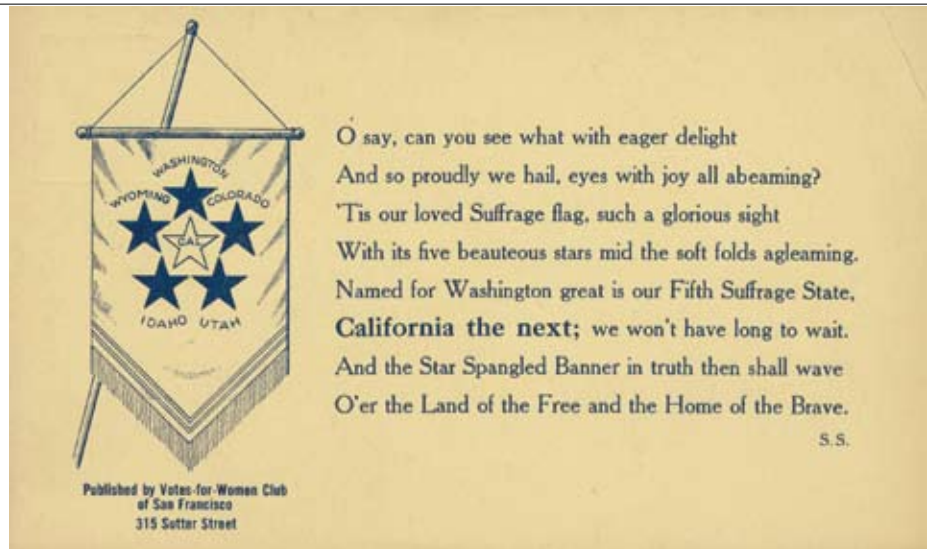 WASHINGTON
WYOMING COLORADO
CAL.
IDAHO UTAH
Published by Votes-for-Women Club
of San Francisco
315 Sutter Street
O say, can you see what with eager delight
And so proudly we hail, eyes with joy all abeaming?
'Tis our loved Suffrage flag, such a glorious sight
With its five beauteous stars mid the soft folds agleaming.
Named for Washington great is our Fifth Suffrage State,
California the next; we won't have long to wait.
And the Star Spangled Banner in truth then shall wave
O'er the Land of the Free and the Home of the Brave.
S.S.